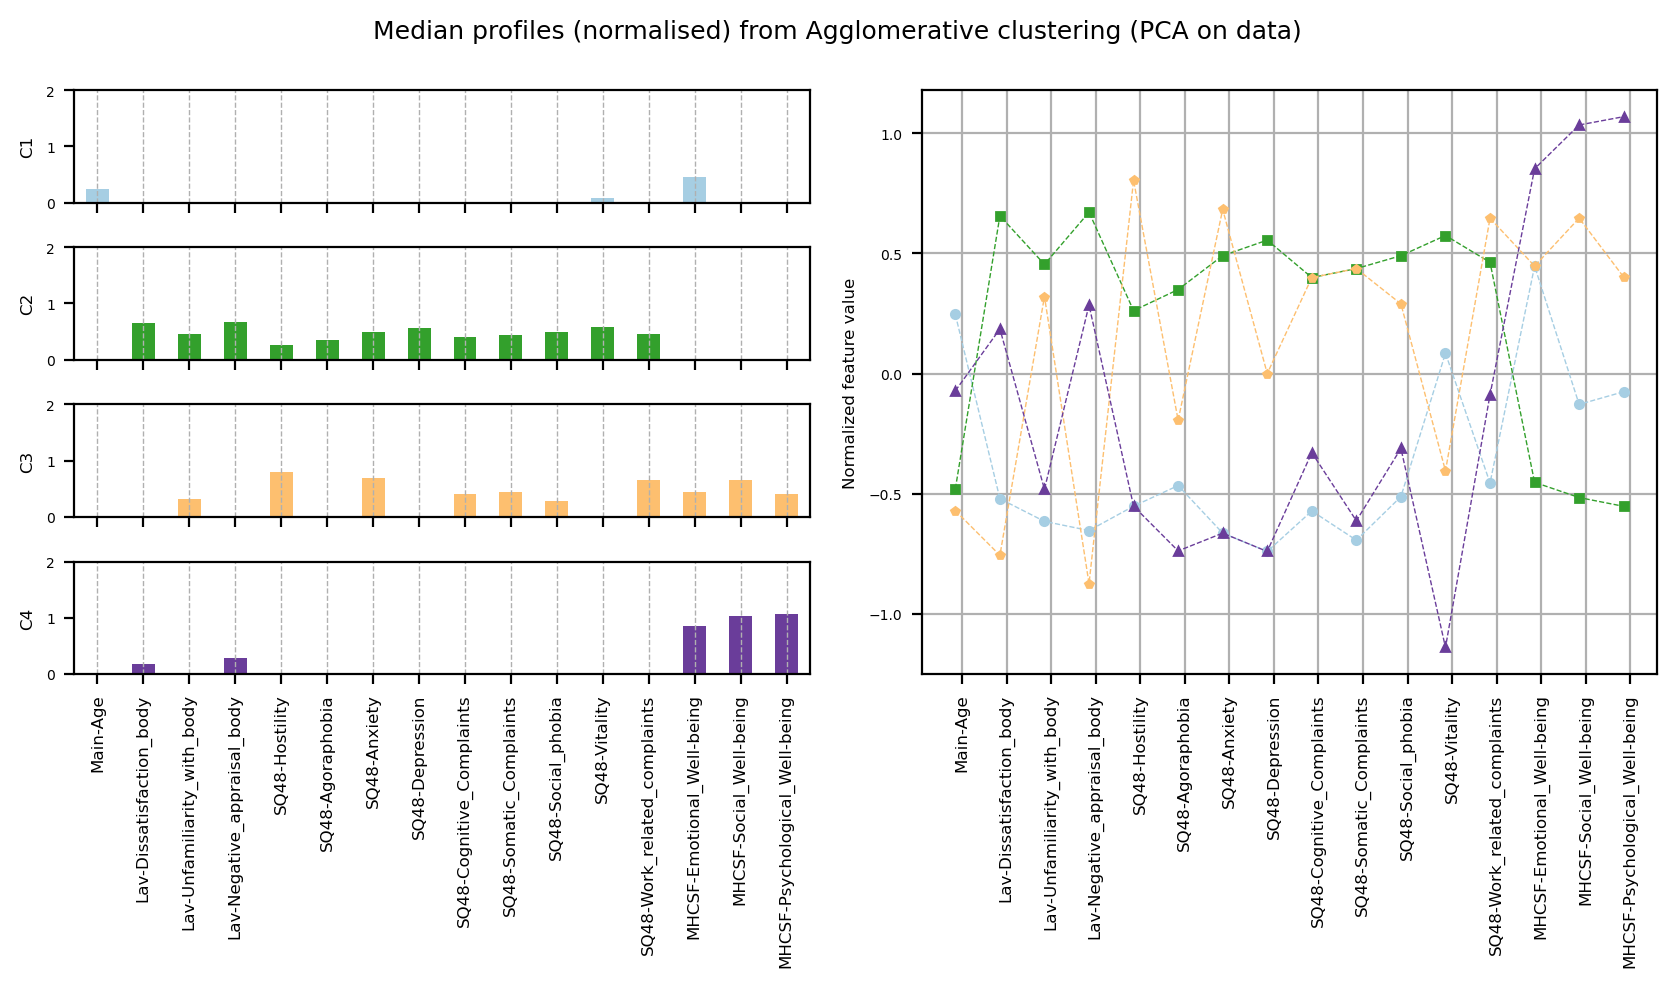 Median profiles (normalised) from Agglomerative clustering (PCA on data)
C1
2
1
0
C2
2
1
0
C3
2
1
0
C4
2
1
0
Main-Age
Lav-Dissatisfaction_body
Lav-Unfamiliarity_with_body
Lav-Negative_appraisal_body
SQ48-Hostility
SQ48-Agoraphobia
SQ48-Anxiety
SQ48-Depression
SQ48-Cognitive_Complaints
SQ48-Somatic_Complaints
SQ48-Social_phobia
SQ48-Vitality
SQ48-Work_related_complaints
MHCSF-Emotional_Well-being
MHCSF-Social_Well-being
MHCSF-Psychological_Well-being
Normalized feature value
1.0
0.5
0.0
−0.5
−1.0
Main-Age
Lav-Dissatisfaction_body
Lav-Unfamiliarity_with_body
Lav-Negative_appraisal_body
SQ48-Hostility
SQ48-Agoraphobia
SQ48-Anxiety
SQ48-Depression
SQ48-Cognitive_Complaints
SQ48-Somatic_Complaints
SQ48-Social_phobia
SQ48-Vitality
SQ48-Work_related_complaints
MHCSF-Emotional_Well-being
MHCSF-Social_Well-being
MHCSF-Psychological_Well-being